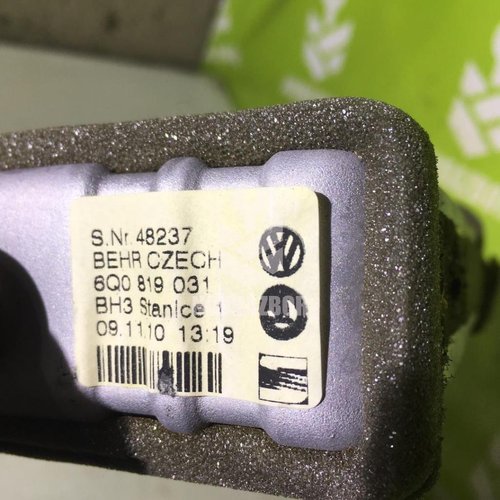 S.Nr. 48237
BEHR CZECH
6Q0 819 031
BH3 Stanice 1
09.11.10 13:19